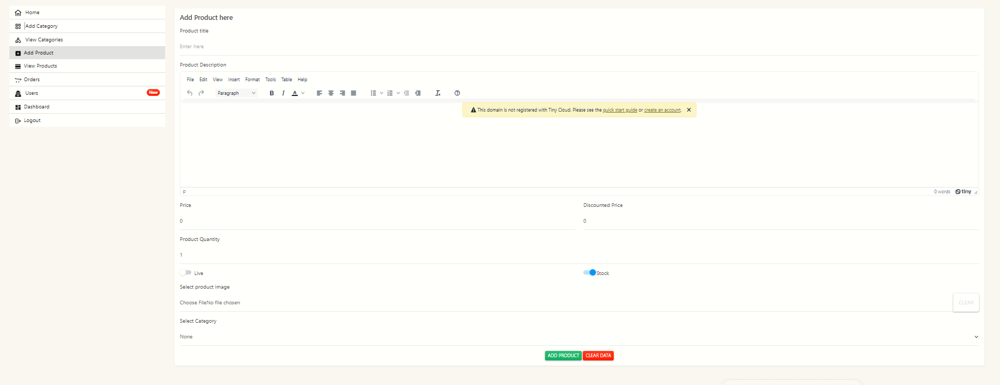 Home
Add Category
View Categories
Add Product
View Products
Orders
Users New
Dashboard
Logout
Add Product here
Product title
Enter here
Product Description
File Edit View Insert Format Tools Table Help
Paragraph B I A
This domain is not registered with Tiny Cloud. Please see the quick start guide or create an account.
p 0 words tiny
Price Discounted Price
0 0
Product Quantity
1
Live Stock
Select product image
Choose FileNo file chosen CLEAR
Select Category
None
ADD PRODUCT CLEAR DATA